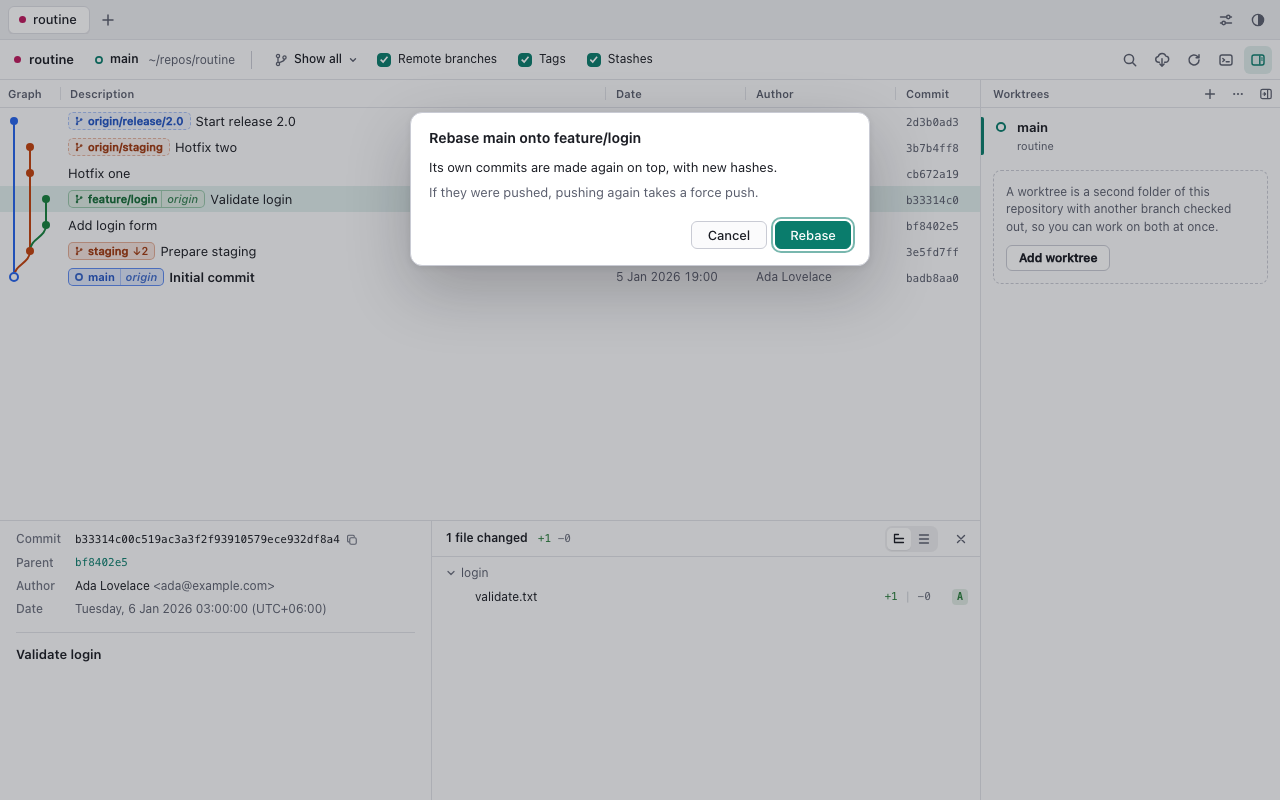 routine
routine
main
~/repos/routine
Show all
Remote branches
Tags
Stashes
Graph
Description
Date
Author
Commit
Worktrees
origin/release/2.0
Start release 2.0
2d3b0ad3
origin/staging
Hotfix two
3b7b4ff8
Hotfix one
cb672a19
feature/login
origin
Validate login
b33314c0
Add login form
bf8402e5
staging ↓2
Prepare staging
3e5fd7ff
main
origin
Initial commit
5 Jan 2026 19:00
Ada Lovelace
badb8aa0
Rebase main onto feature/login
Its own commits are made again on top, with new hashes.
If they were pushed, pushing again takes a force push.
Cancel
Rebase
main
routine
A worktree is a second folder of this
repository with another branch checked
out, so you can work on both at once.
Add worktree
Commit
b33314c00c519ac3a3f2f93910579ece932df8a4
Parent
bf8402e5
Author
Ada Lovelace <ada@example.com>
Date
Tuesday, 6 Jan 2026 03:00:00 (UTC+06:00)
Validate login
1 file changed
+1 −0
login
validate.txt
+1 | −0
A